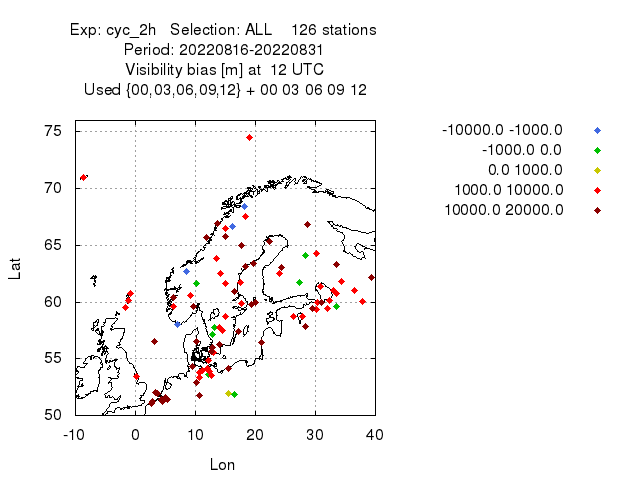 Exp: cyc_2h   Selection: ALL    126 stations
Period: 20220816-20220831
Visibility bias [m] at  12 UTC
Used {00,03,06,09,12} + 00 03 06 09 12
-10000.0 -1000.0
-1000.0 0.0
0.0 1000.0
1000.0 10000.0
10000.0 20000.0
75
70
65
60
55
50
Lat
-10 0 10 20 30 40
Lon